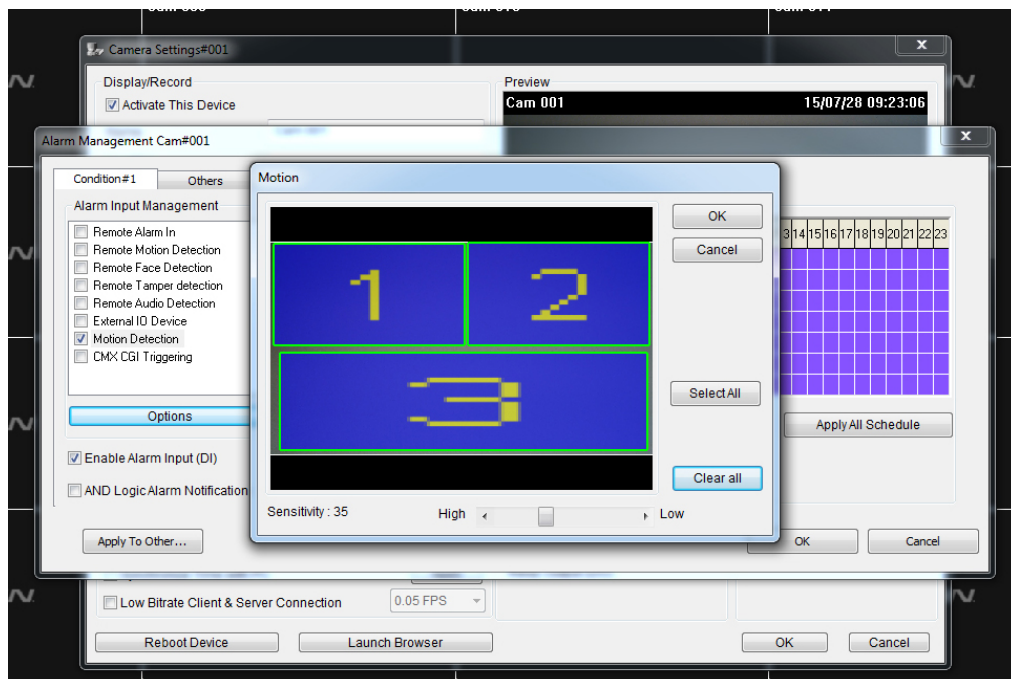 Camera Settings#001
Display/Record
Activate This Device
Preview
Cam 001
15/07/28 09:23:06
Alarm Management Cam#001
Condition#1
Others
Alarm Input Management
Remote Alarm In
Remote Motion Detection
Remote Face Detection
Remote Tamper detection
Remote Audio Detection
External IO Device
Motion Detection
CMX CGI Triggering
Options
Enable Alarm Input (DI)
AND Logic Alarm Notification
Apply To Other...
Motion
1
2
3
OK
Cancel
Select All
Clear all
Sensitivity : 35
High
Low
14 15 16 17 18 19 20 21 22 23
Apply All Schedule
OK
Cancel
Low Bitrate Client & Server Connection
0.05 FPS
Reboot Device
Launch Browser
OK
Cancel